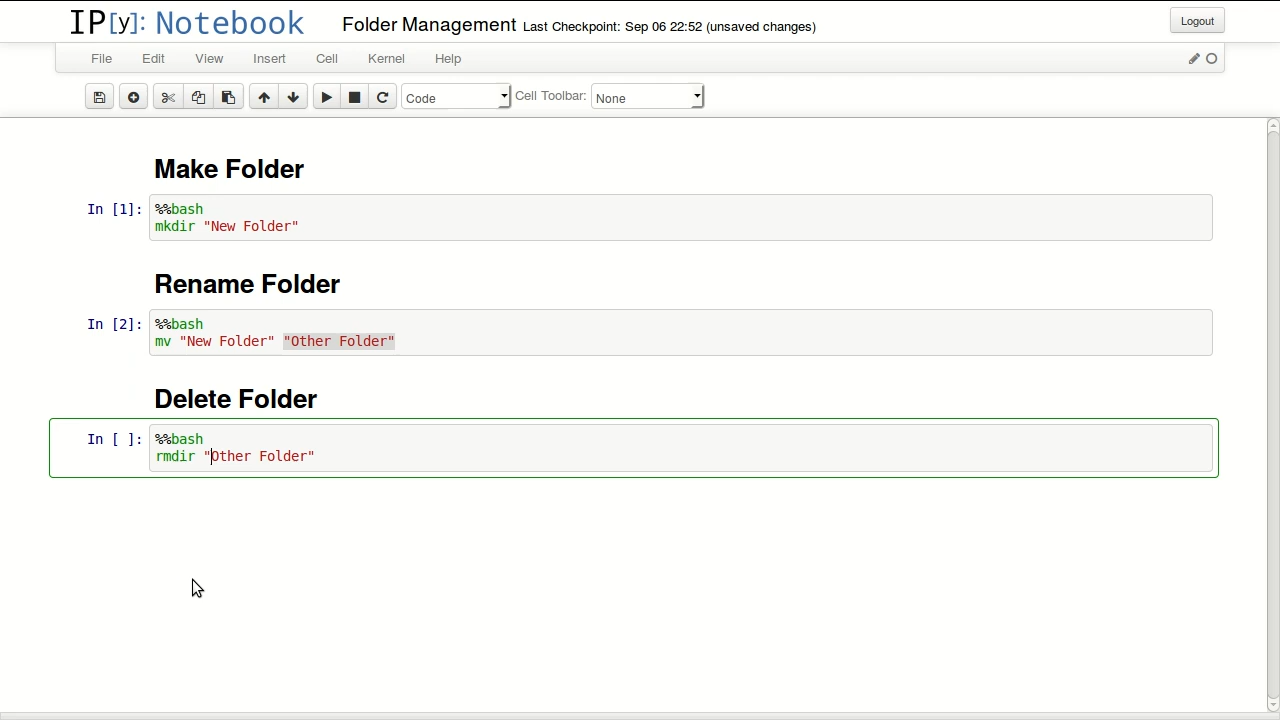 IP[y]: Notebook Folder Management Last Checkpoint: Sep 06 22:52 (unsaved changes) Logout
File Edit View Insert Cell Kernel Help
Code Cell Toolbar: None
Make Folder
In [1]: %%bash
mkdir "New Folder"
Rename Folder
In [2]: %%bash
mv "New Folder" "Other Folder"
Delete Folder
In [ ]: %%bash
rmdir "Other Folder"